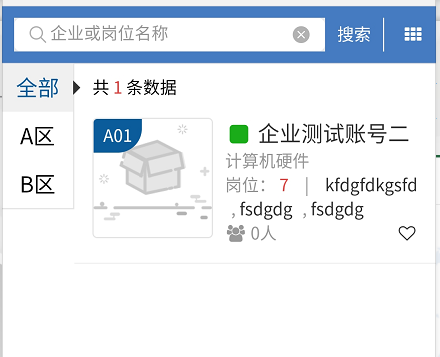 企业或岗位名称 搜索
全部 共 1 条数据
A区
B区
A01
企业测试账号二
计算机硬件
岗位： 7 | kfdgfdkgsfd
, fsdgdg , fsdgdg
0人